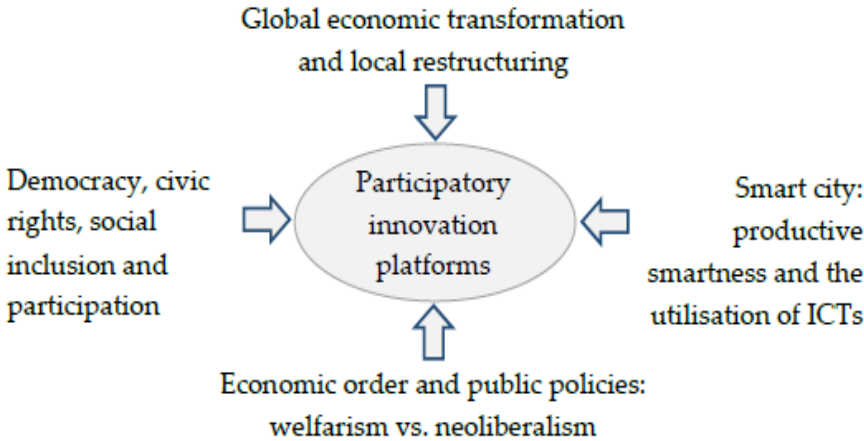 Global economic transformation
and local restructuring
Democracy, civic
rights, social
inclusion and
participation
Participatory
innovation
platforms
Smart city:
productive
smartness and the
utilisation of ICTs
Economic order and public policies:
welfarism vs. neoliberalism